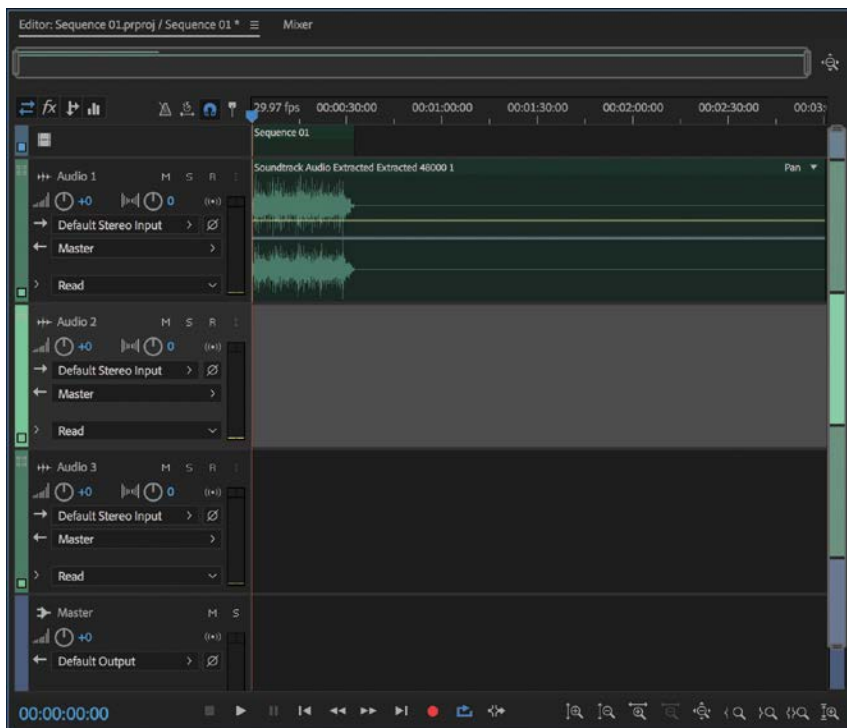 Editor: Sequence 01.prproj / Sequence 01 * Mixer
fx 29.97 fps 00:00:30:00 00:01:00:00 00:01:30:00 00:02:00:00 00:02:30:00 00:03:
Sequence 01
Audio 1 M S R I Soundtrack Audio Extracted Extracted 48000 1 Pan
+0 0
Default Stereo Input
Master
Read
Audio 2 M S R I
+0 0
Default Stereo Input
Master
Read
Audio 3 M S R I
+0 0
Default Stereo Input
Master
Read
Master M S
+0
Default Output
00:00:00:00